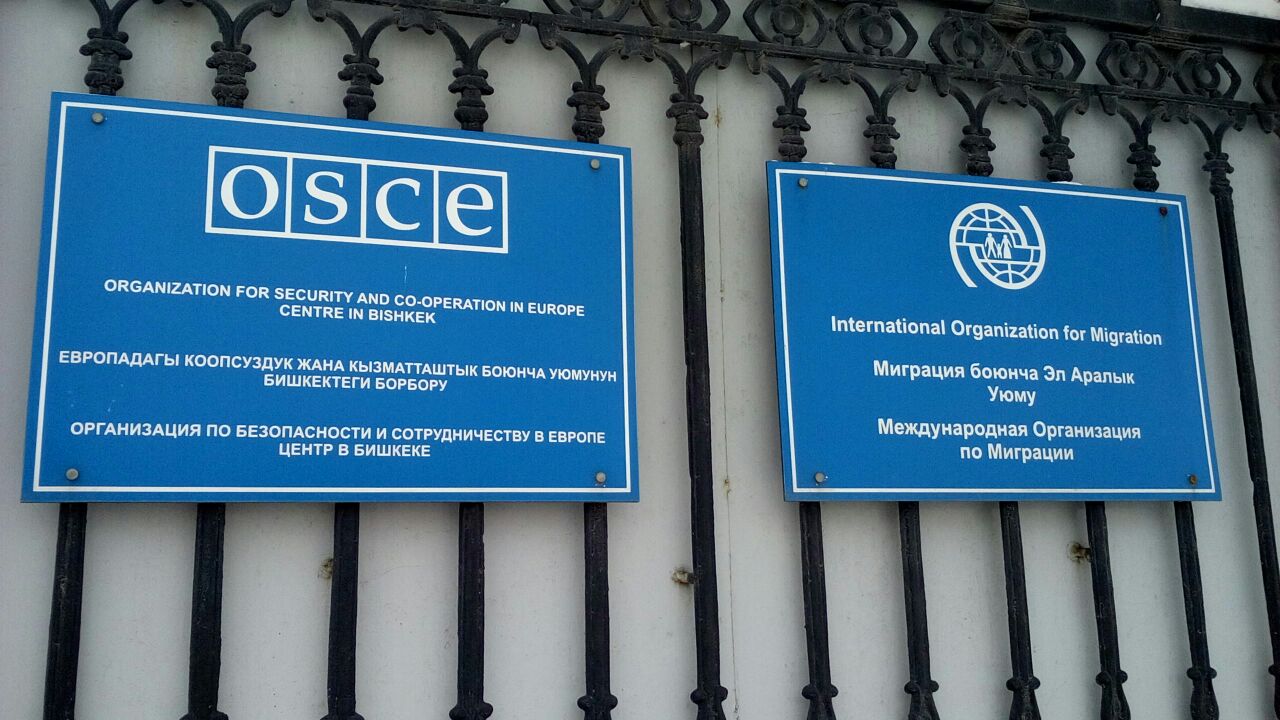 OSCE
ORGANIZATION FOR SECURITY AND CO-OPERATION IN EUROPE
CENTRE IN BISHKEK
ЕВРОПАДАГЫ КООПСУЗДУК ЖАНА КЫЗМАТТАШТЫК БОЮНЧА УЮМУНУН
БИШКЕКТЕГИ БОРБОРУ
ОРГАНИЗАЦИЯ ПО БЕЗОПАСНОСТИ И СОТРУДНИЧЕСТВУ В ЕВРОПЕ
ЦЕНТР В БИШКЕКЕ
International Organization for Migration
Миграция боюнча Эл Аралык
Уюму
Международная Организация
по Миграции